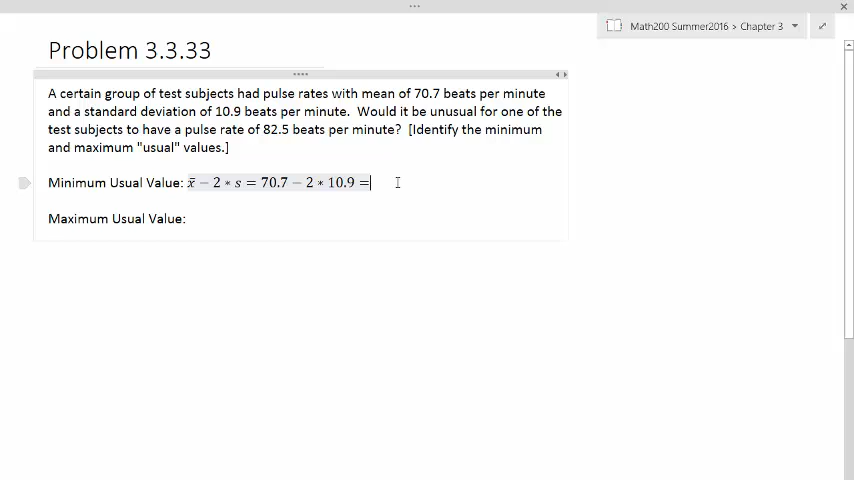 Math200 Summer2016 > Chapter 3
Problem 3.3.33
A certain group of test subjects had pulse rates with mean of 70.7 beats per minute
and a standard deviation of 10.9 beats per minute.  Would it be unusual for one of the
test subjects to have a pulse rate of 82.5 beats per minute?  [Identify the minimum
and maximum "usual" values.]
Minimum Usual Value: x̄ − 2 ∗ s = 70.7 − 2 ∗ 10.9 =
Maximum Usual Value: